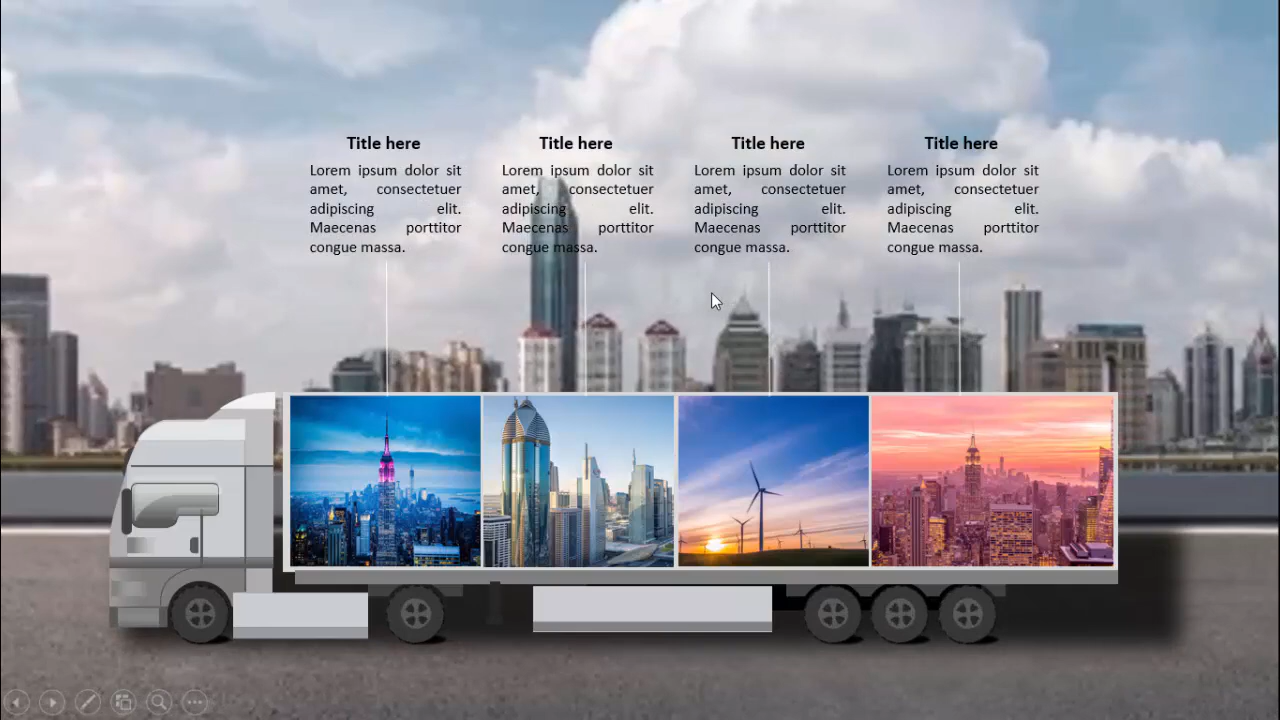 Title here
Lorem ipsum dolor sit
amet, consectetuer
adipiscing elit.
Maecenas porttitor
congue massa.
Title here
Lorem ipsum dolor sit
amet, consectetuer
adipiscing elit.
Maecenas porttitor
congue massa.
Title here
Lorem ipsum dolor sit
amet, consectetuer
adipiscing elit.
Maecenas porttitor
congue massa.
Title here
Lorem ipsum dolor sit
amet, consectetuer
adipiscing elit.
Maecenas porttitor
congue massa.